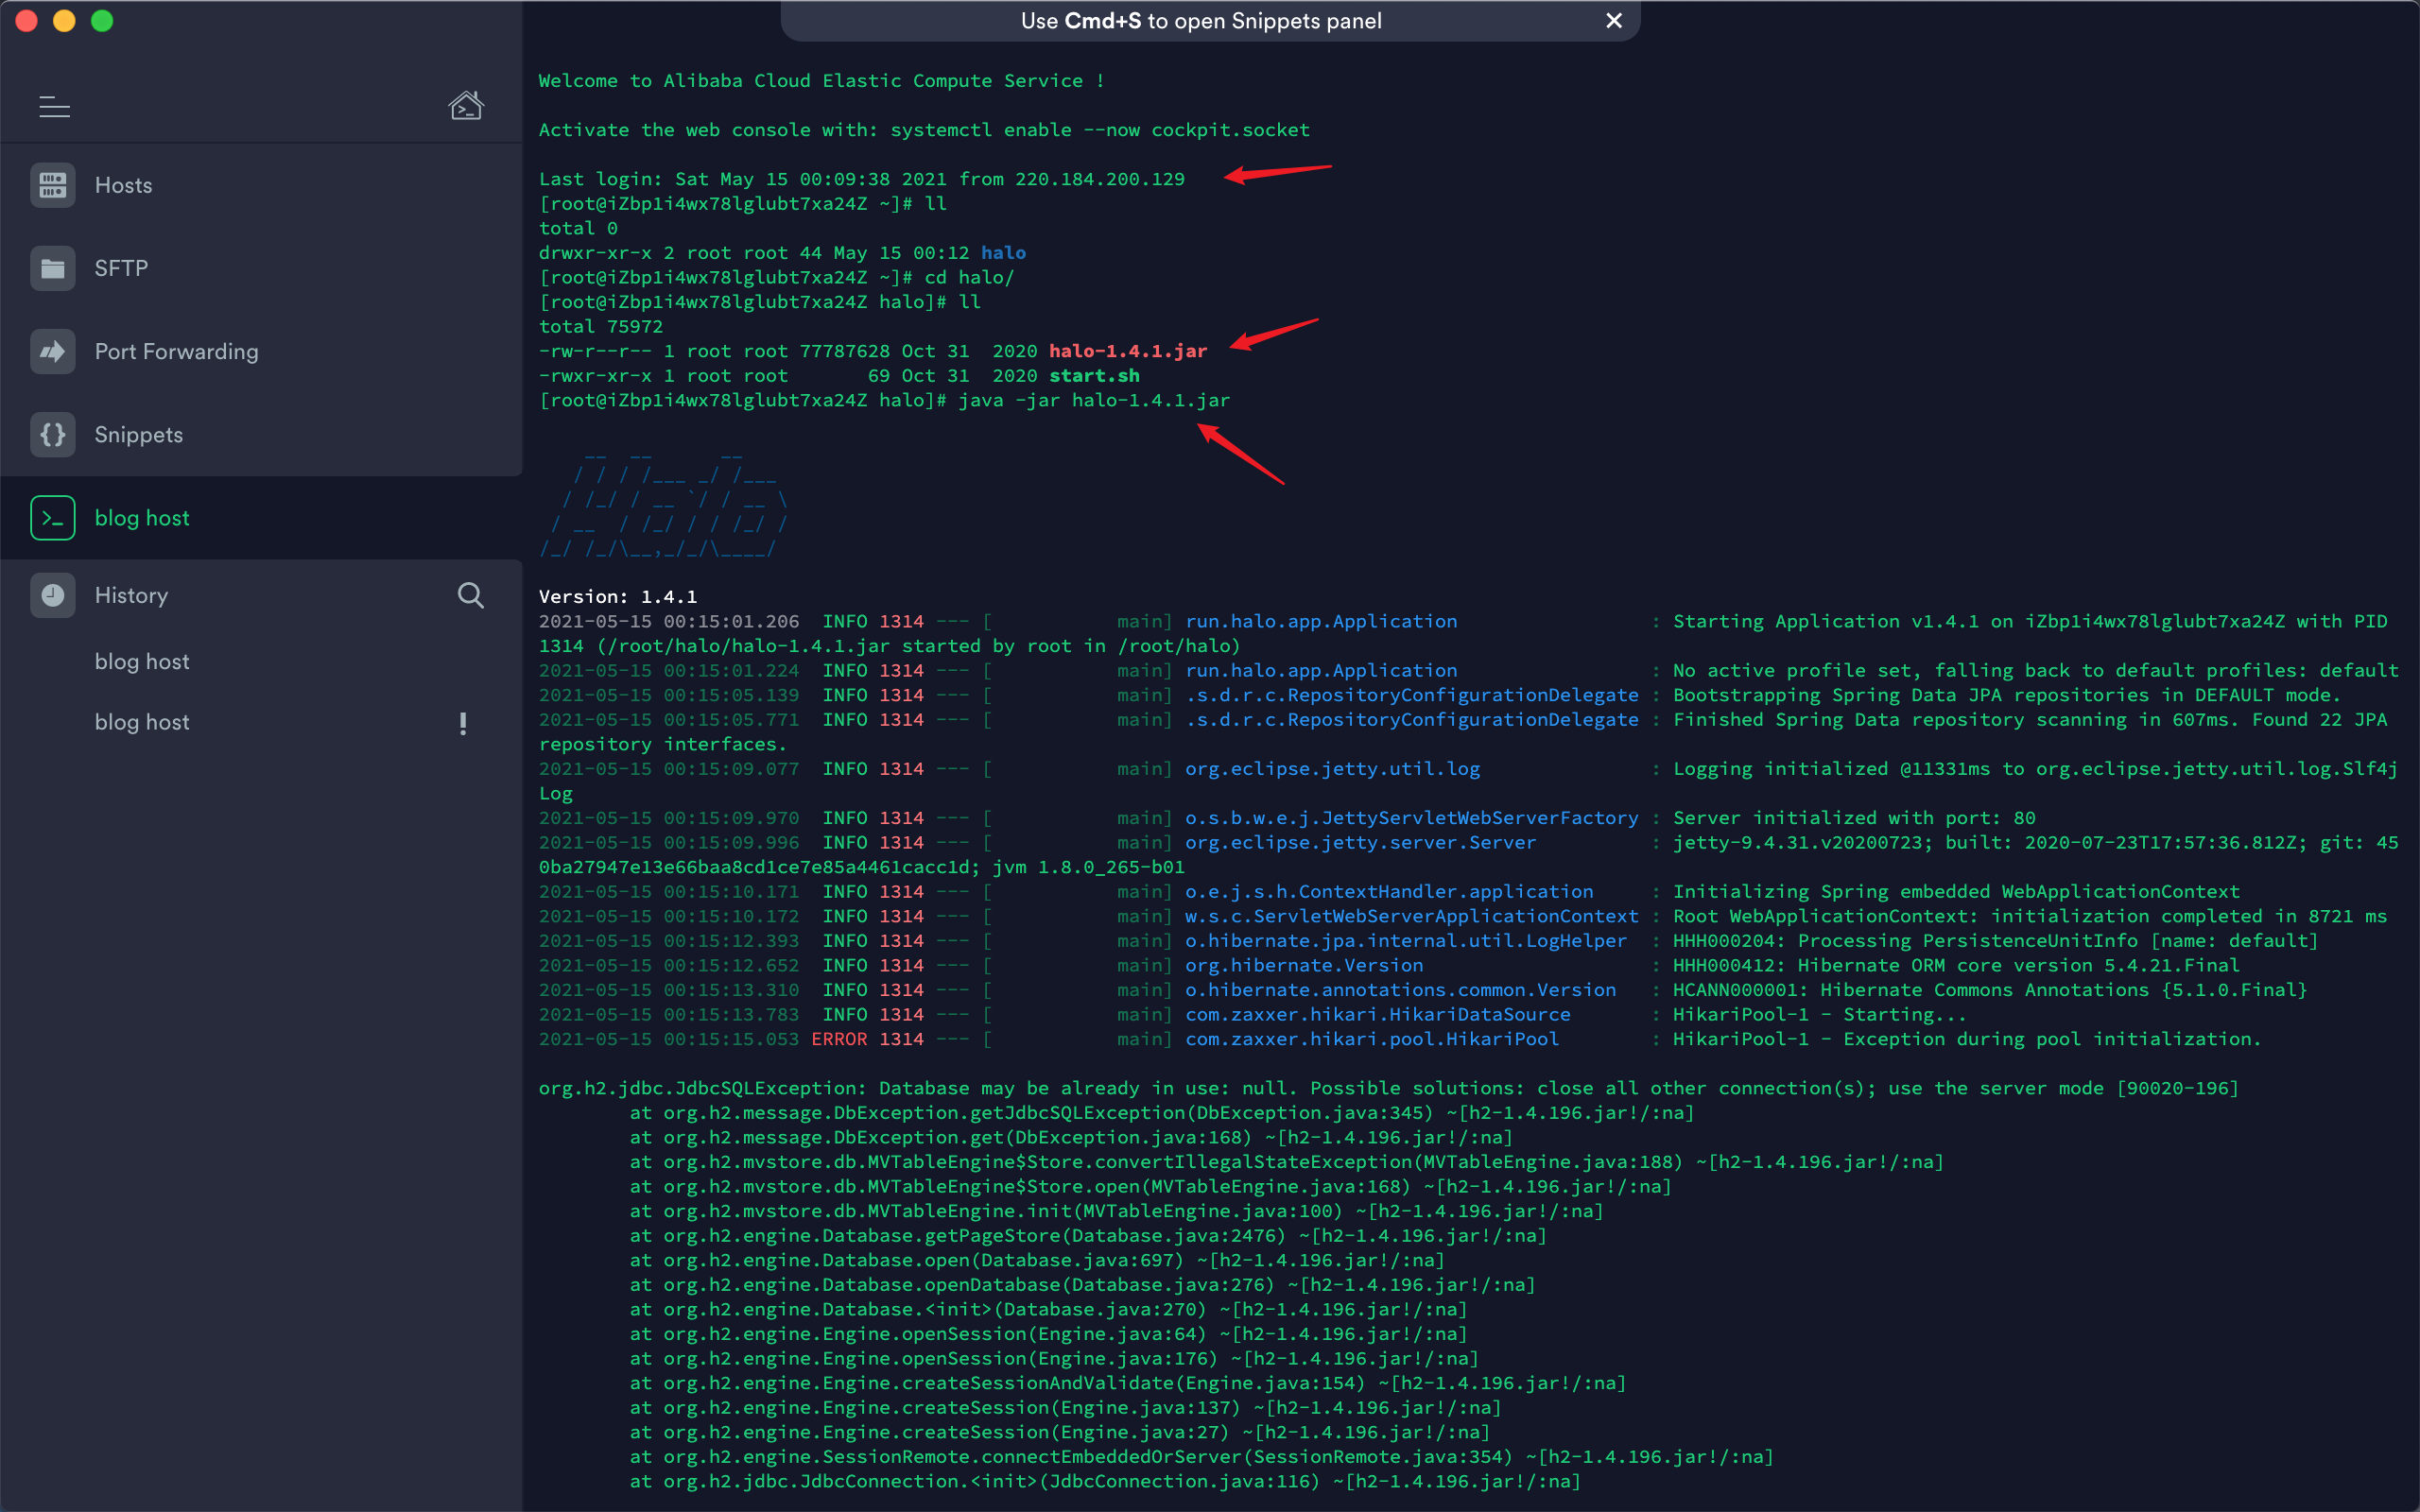 Use Cmd+S to open Snippets panel
Hosts
SFTP
Port Forwarding
Snippets
blog host
History
blog host
blog host
Welcome to Alibaba Cloud Elastic Compute Service !
Activate the web console with: systemctl enable --now cockpit.socket
Last login: Sat May 15 00:09:38 2021 from 220.184.200.129
[root@iZbp1i4wx78lglubt7xa24Z ~]# ll
total 0
drwxr-xr-x 2 root root 44 May 15 00:12 halo
[root@iZbp1i4wx78lglubt7xa24Z ~]# cd halo/
[root@iZbp1i4wx78lglubt7xa24Z halo]# ll
total 75972
-rw-r--r-- 1 root root 77787628 Oct 31  2020 halo-1.4.1.jar
-rwxr-xr-x 1 root root       69 Oct 31  2020 start.sh
[root@iZbp1i4wx78lglubt7xa24Z halo]# java -jar halo-1.4.1.jar
    __  __      __
   / / / /___ _/ /___
  / /_/ / __ `/ / __ \
 / __  / /_/ / / /_/ /
/_/ /_/\__,_/_/\____/
Version: 1.4.1
2021-05-15 00:15:01.206  INFO 1314 --- [           main] run.halo.app.Application                 : Starting Application v1.4.1 on iZbp1i4wx78lglubt7xa24Z with PID
1314 (/root/halo/halo-1.4.1.jar started by root in /root/halo)
2021-05-15 00:15:01.224  INFO 1314 --- [           main] run.halo.app.Application                 : No active profile set, falling back to default profiles: default
2021-05-15 00:15:05.139  INFO 1314 --- [           main] .s.d.r.c.RepositoryConfigurationDelegate : Bootstrapping Spring Data JPA repositories in DEFAULT mode.
2021-05-15 00:15:05.771  INFO 1314 --- [           main] .s.d.r.c.RepositoryConfigurationDelegate : Finished Spring Data repository scanning in 607ms. Found 22 JPA
repository interfaces.
2021-05-15 00:15:09.077  INFO 1314 --- [           main] org.eclipse.jetty.util.log               : Logging initialized @11331ms to org.eclipse.jetty.util.log.Slf4j
Log
2021-05-15 00:15:09.970  INFO 1314 --- [           main] o.s.b.w.e.j.JettyServletWebServerFactory : Server initialized with port: 80
2021-05-15 00:15:09.996  INFO 1314 --- [           main] org.eclipse.jetty.server.Server          : jetty-9.4.31.v20200723; built: 2020-07-23T17:57:36.812Z; git: 45
0ba27947e13e66baa8cd1ce7e85a4461cacc1d; jvm 1.8.0_265-b01
2021-05-15 00:15:10.171  INFO 1314 --- [           main] o.e.j.s.h.ContextHandler.application     : Initializing Spring embedded WebApplicationContext
2021-05-15 00:15:10.172  INFO 1314 --- [           main] w.s.c.ServletWebServerApplicationContext : Root WebApplicationContext: initialization completed in 8721 ms
2021-05-15 00:15:12.393  INFO 1314 --- [           main] o.hibernate.jpa.internal.util.LogHelper  : HHH000204: Processing PersistenceUnitInfo [name: default]
2021-05-15 00:15:12.652  INFO 1314 --- [           main] org.hibernate.Version                    : HHH000412: Hibernate ORM core version 5.4.21.Final
2021-05-15 00:15:13.310  INFO 1314 --- [           main] o.hibernate.annotations.common.Version   : HCANN000001: Hibernate Commons Annotations {5.1.0.Final}
2021-05-15 00:15:13.783  INFO 1314 --- [           main] com.zaxxer.hikari.HikariDataSource       : HikariPool-1 - Starting...
2021-05-15 00:15:15.053 ERROR 1314 --- [           main] com.zaxxer.hikari.pool.HikariPool        : HikariPool-1 - Exception during pool initialization.
org.h2.jdbc.JdbcSQLException: Database may be already in use: null. Possible solutions: close all other connection(s); use the server mode [90020-196]
        at org.h2.message.DbException.getJdbcSQLException(DbException.java:345) ~[h2-1.4.196.jar!/:na]
        at org.h2.message.DbException.get(DbException.java:168) ~[h2-1.4.196.jar!/:na]
        at org.h2.mvstore.db.MVTableEngine$Store.convertIllegalStateException(MVTableEngine.java:188) ~[h2-1.4.196.jar!/:na]
        at org.h2.mvstore.db.MVTableEngine$Store.open(MVTableEngine.java:168) ~[h2-1.4.196.jar!/:na]
        at org.h2.mvstore.db.MVTableEngine.init(MVTableEngine.java:100) ~[h2-1.4.196.jar!/:na]
        at org.h2.engine.Database.getPageStore(Database.java:2476) ~[h2-1.4.196.jar!/:na]
        at org.h2.engine.Database.open(Database.java:697) ~[h2-1.4.196.jar!/:na]
        at org.h2.engine.Database.openDatabase(Database.java:276) ~[h2-1.4.196.jar!/:na]
        at org.h2.engine.Database.<init>(Database.java:270) ~[h2-1.4.196.jar!/:na]
        at org.h2.engine.Engine.openSession(Engine.java:64) ~[h2-1.4.196.jar!/:na]
        at org.h2.engine.Engine.openSession(Engine.java:176) ~[h2-1.4.196.jar!/:na]
        at org.h2.engine.Engine.createSessionAndValidate(Engine.java:154) ~[h2-1.4.196.jar!/:na]
        at org.h2.engine.Engine.createSession(Engine.java:137) ~[h2-1.4.196.jar!/:na]
        at org.h2.engine.Engine.createSession(Engine.java:27) ~[h2-1.4.196.jar!/:na]
        at org.h2.engine.SessionRemote.connectEmbeddedOrServer(SessionRemote.java:354) ~[h2-1.4.196.jar!/:na]
        at org.h2.jdbc.JdbcConnection.<init>(JdbcConnection.java:116) ~[h2-1.4.196.jar!/:na]